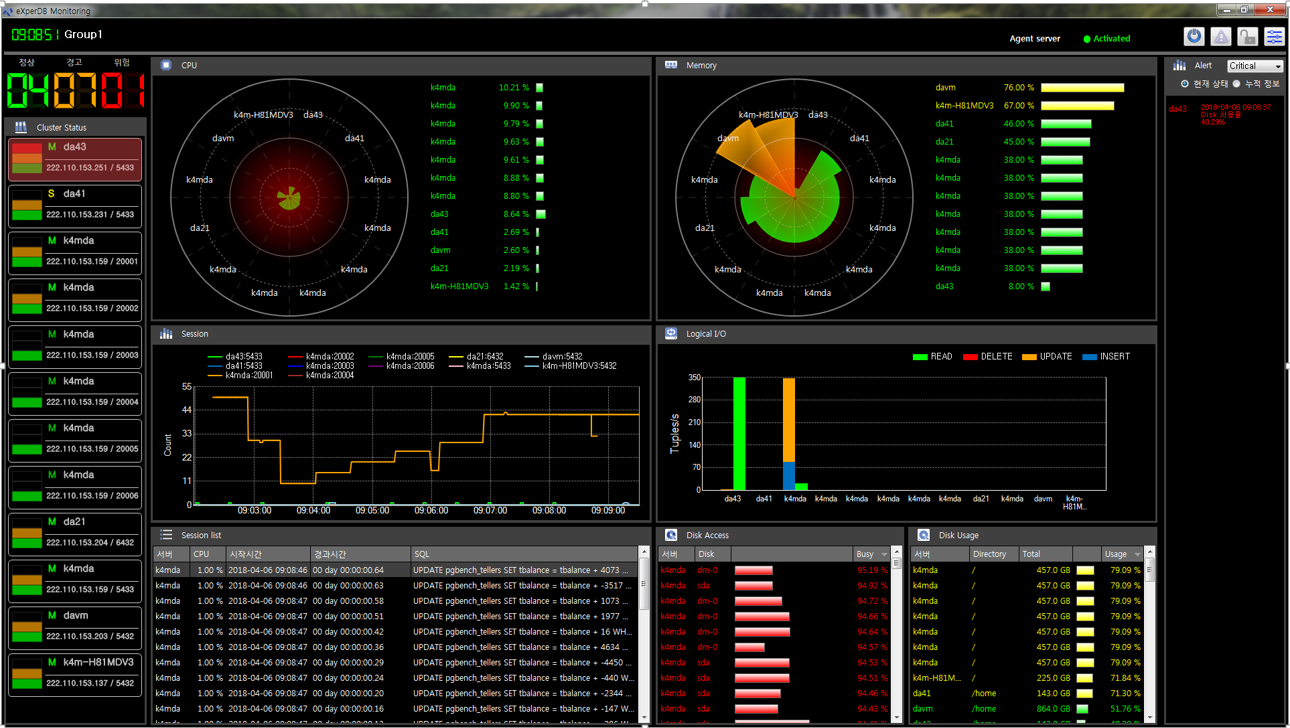 eXperDB Monitoring
090851 Group1
Agent server Activated
정상 경고 위험
04 07 01
Cluster Status
M da43
222.110.153.251 / 5433
S da41
222.110.153.231 / 5433
M k4mda
222.110.153.159 / 20001
M k4mda
222.110.153.159 / 20002
M k4mda
222.110.153.159 / 20003
M k4mda
222.110.153.159 / 20004
M k4mda
222.110.153.159 / 20005
M k4mda
222.110.153.159 / 20006
M da21
222.110.153.204 / 6432
M k4mda
222.110.153.159 / 5433
M davm
222.110.153.203 / 5432
M k4m-H81MDV3
222.110.153.137 / 5432
CPU
k4m-H81MDV3 da43
davm da41
k4mda k4mda
da21 k4mda
k4mda k4mda
k4mda k4mda
k4mda 10.21 %
k4mda 9.90 %
k4mda 9.79 %
k4mda 9.63 %
k4mda 9.61 %
k4mda 8.88 %
k4mda 8.80 %
da43 8.64 %
da41 2.69 %
davm 2.60 %
da21 2.19 %
k4m-H81MDV3 1.42 %
Memory
k4m-H81MDV3 da43
davm da41
k4mda k4mda
da21 k4mda
k4mda k4mda
k4mda k4mda
davm 76.00 %
k4m-H81MDV3 67.00 %
da41 46.00 %
da21 45.00 %
k4mda 38.00 %
k4mda 38.00 %
k4mda 38.00 %
k4mda 38.00 %
k4mda 38.00 %
k4mda 38.00 %
k4mda 38.00 %
da43 8.00 %
Alert Critical
현재 상태 누적 정보
da43 2018-04-06 09:08:37
Disk 사용률
40.29%
Session
da43:5433 k4mda:20002 k4mda:20005 da21:6432 davm:5432
da41:5433 k4mda:20003 k4mda:20006 k4mda:5433 k4m-H81MDV3:5432
k4mda:20001 k4mda:20004
Count
55
44
33
22
11
0
09:03:00 09:04:00 09:05:00 09:06:00 09:07:00 09:08:00 09:09:00
Logical I/O
READ DELETE UPDATE INSERT
Tuples/s
350
280
210
140
70
0
da43 da41 k4mda k4mda k4mda k4mda k4mda k4mda da21 k4mda davm k4m-
H81M...
Session list
서버 CPU 시작시간 경과시간 SQL
k4mda 1.00 % 2018-04-06 09:08:46 00 day 00:00:00.64 UPDATE pgbench_tellers SET tbalance = tbalance + 4073 ...
k4mda 1.00 % 2018-04-06 09:08:46 00 day 00:00:00.63 UPDATE pgbench_tellers SET tbalance = tbalance + -3517 ...
k4mda 1.00 % 2018-04-06 09:08:47 00 day 00:00:00.58 UPDATE pgbench_tellers SET tbalance = tbalance + 1073 ...
k4mda 1.00 % 2018-04-06 09:08:47 00 day 00:00:00.51 UPDATE pgbench_tellers SET tbalance = tbalance + 1977 ...
k4mda 1.00 % 2018-04-06 09:08:47 00 day 00:00:00.42 UPDATE pgbench_tellers SET tbalance = tbalance + 16 WH...
k4mda 1.00 % 2018-04-06 09:08:47 00 day 00:00:00.36 UPDATE pgbench_tellers SET tbalance = tbalance + 4634 ...
k4mda 1.00 % 2018-04-06 09:08:47 00 day 00:00:00.29 UPDATE pgbench_tellers SET tbalance = tbalance + -4450 ...
k4mda 1.00 % 2018-04-06 09:08:47 00 day 00:00:00.24 UPDATE pgbench_tellers SET tbalance = tbalance + -440 W...
k4mda 1.00 % 2018-04-06 09:08:47 00 day 00:00:00.20 UPDATE pgbench_tellers SET tbalance = tbalance + -2344 ...
k4mda 1.00 % 2018-04-06 09:08:47 00 day 00:00:00.16 UPDATE pgbench_tellers SET tbalance = tbalance + -147 W...
Disk Access
서버 Disk Busy
k4mda dm-0 95.19 %
k4mda sda 94.92 %
k4mda dm-0 94.72 %
k4mda dm-0 94.66 %
k4mda dm-0 94.64 %
k4mda dm-0 94.57 %
k4mda sda 94.53 %
k4mda sda 94.51 %
k4mda sda 94.46 %
k4mda sda 94.43 %
Disk Usage
서버 Directory Total Usage
k4mda / 457.0 GB 79.09 %
k4mda / 457.0 GB 79.09 %
k4mda / 457.0 GB 79.09 %
k4mda / 457.0 GB 79.09 %
k4mda / 457.0 GB 79.09 %
k4mda / 457.0 GB 79.09 %
k4mda / 457.0 GB 79.09 %
k4m-H81M... / 225.0 GB 71.84 %
da41 /home 143.0 GB 71.30 %
davm /home 864.0 GB 51.76 %